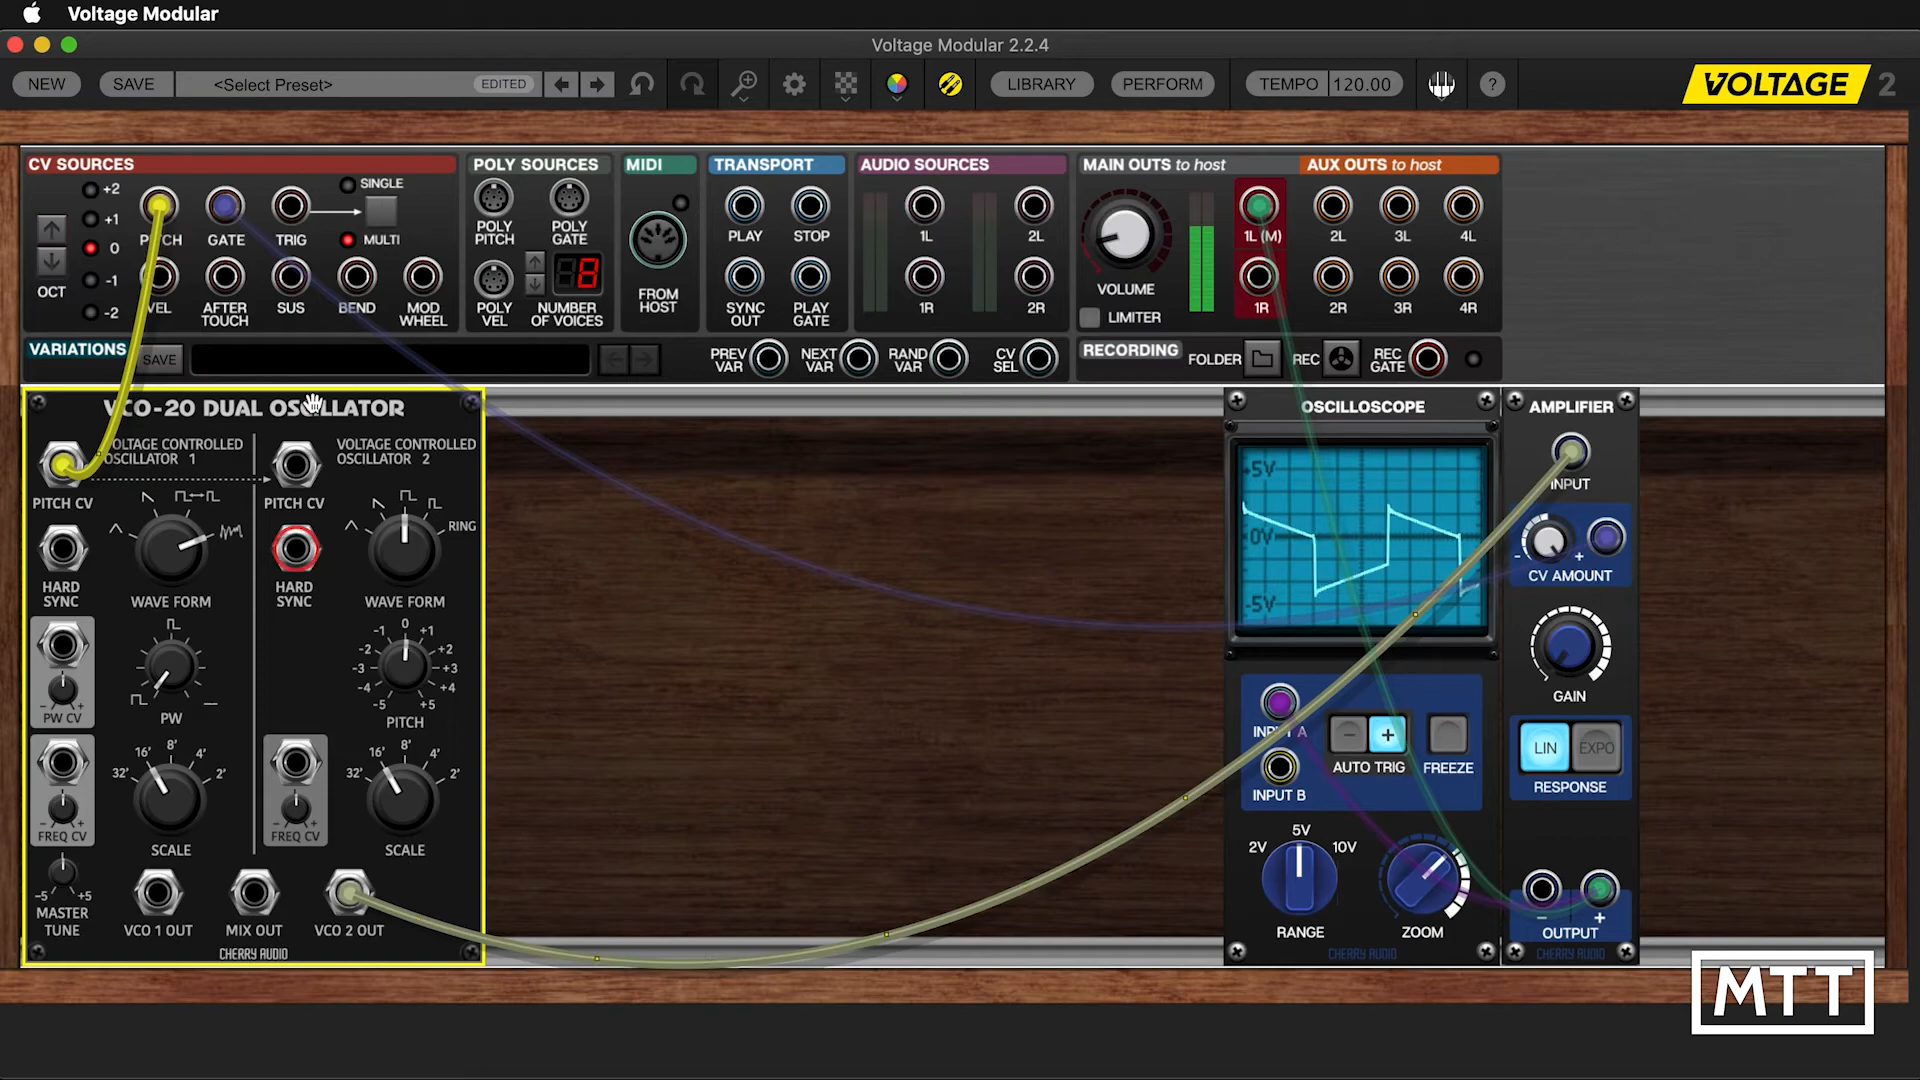 Voltage Modular
Voltage Modular 2.2.4
NEW SAVE <Select Preset> EDITED LIBRARY PERFORM TEMPO 120.00 ? VOLTAGE 2
CV SOURCES POLY SOURCES MIDI TRANSPORT AUDIO SOURCES MAIN OUTS to host AUX OUTS to host
+2 SINGLE
+1
0 PITCH GATE TRIG MULTI POLY PITCH POLY GATE PLAY STOP 1L 2L 1L (M) 2L 3L 4L
-1
OCT
-2 VEL AFTER TOUCH SUS BEND MOD WHEEL POLY VEL 8 NUMBER OF VOICES FROM HOST SYNC OUT PLAY GATE 1R 2R VOLUME 1R 2R 3R 4R
LIMITER
VARIATIONS SAVE PREV VAR NEXT VAR RAND VAR CV SEL RECORDING FOLDER REC REC GATE
VCO-20 DUAL OSCILLATOR
VOLTAGE CONTROLLED OSCILLATOR 1
VOLTAGE CONTROLLED OSCILLATOR 2
PITCH CV PITCH CV
RING
HARD SYNC WAVE FORM HARD SYNC WAVE FORM
-5 -4 -3 -2 -1 0 +1 +2 +3 +4 +5
- + PW CV PW PITCH
32' 16' 8' 4' 2' 32' 16' 8' 4' 2'
- + FREQ CV SCALE - + FREQ CV SCALE
-5 +5
MASTER TUNE VCO 1 OUT MIX OUT VCO 2 OUT
CHERRY AUDIO
OSCILLOSCOPE
+5V
0V
-5V
INPUT A - + AUTO TRIG FREEZE
INPUT B
2V 5V 10V
RANGE ZOOM
CHERRY AUDIO
AMPLIFIER
INPUT
- +
CV AMOUNT
GAIN
LIN EXPO
RESPONSE
- +
OUTPUT
CHERRY AUDIO
MTT